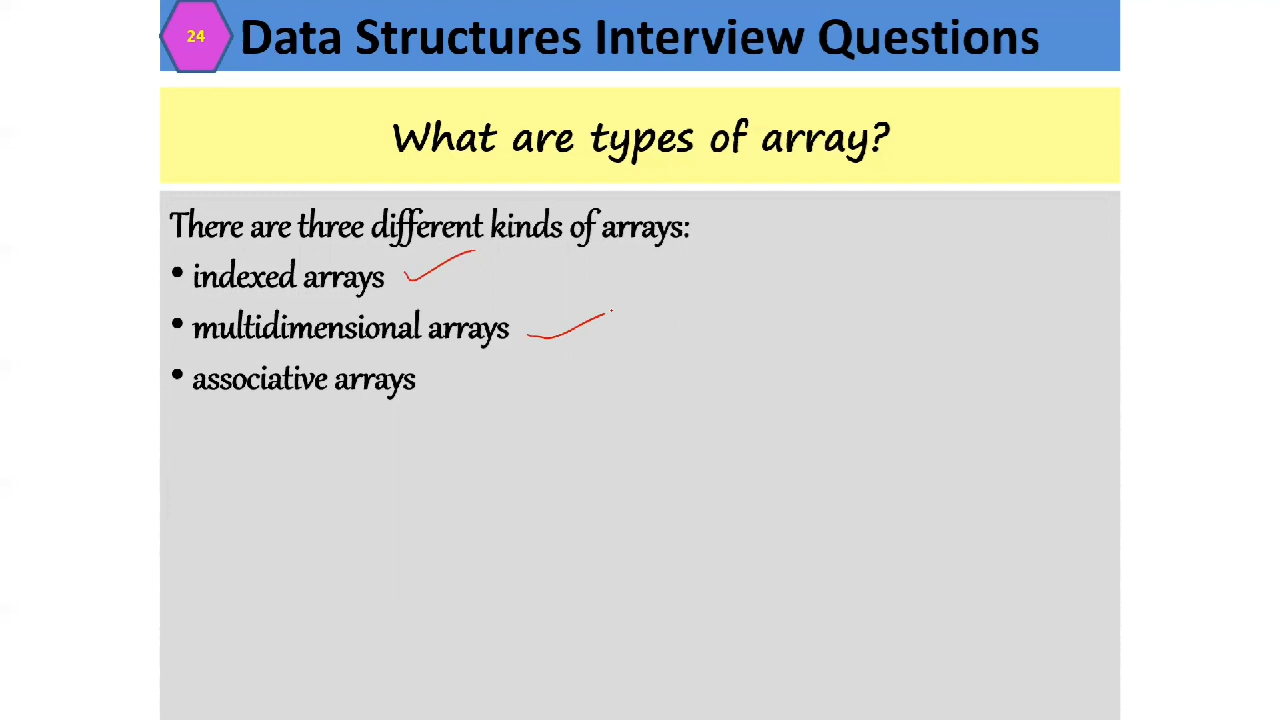 24
Data Structures Interview Questions
What are types of array?
There are three different kinds of arrays:
• indexed arrays
• multidimensional arrays
• associative arrays